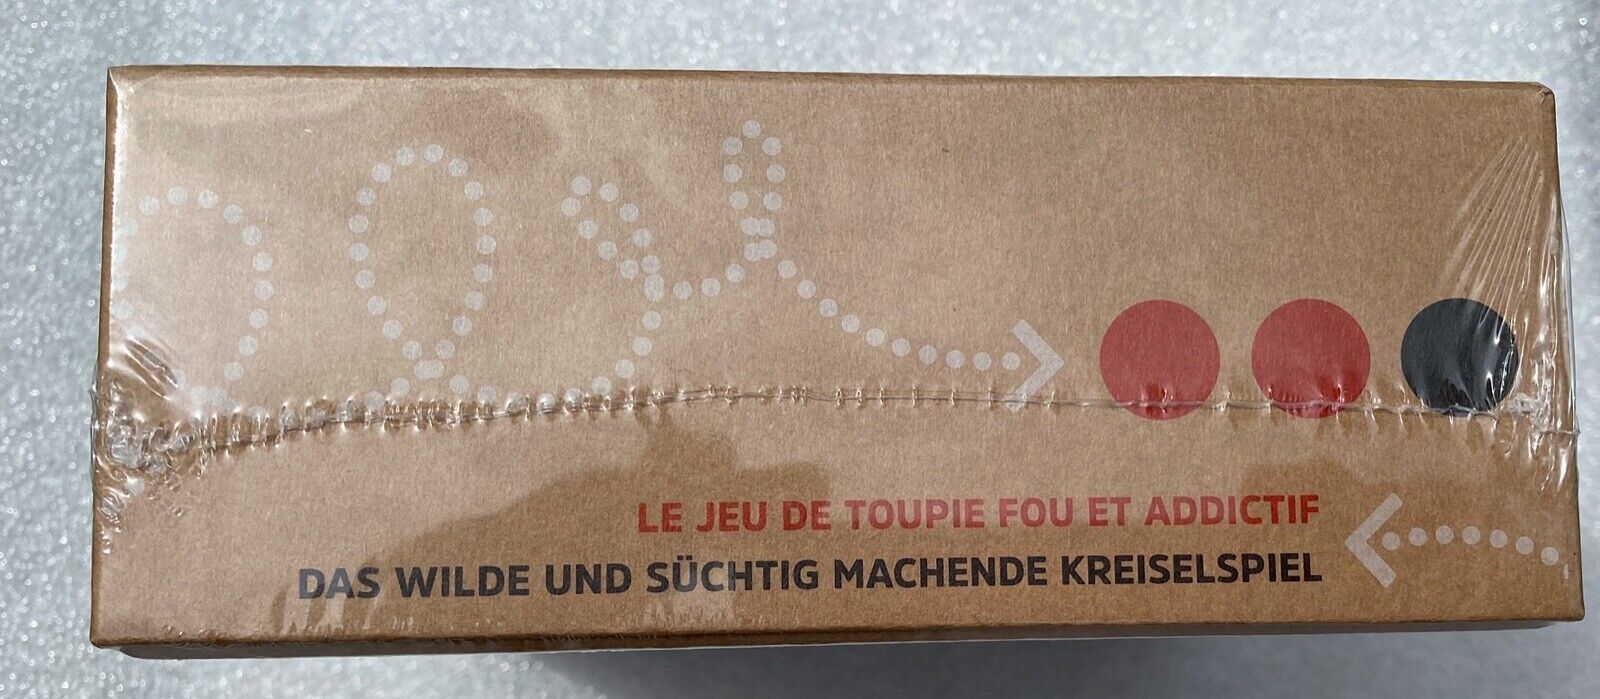 LE JEU DE TOUPIE FOU ET ADDICTIF
DAS WILDE UND SÜCHTIG MACHENDE KREISELSPIEL